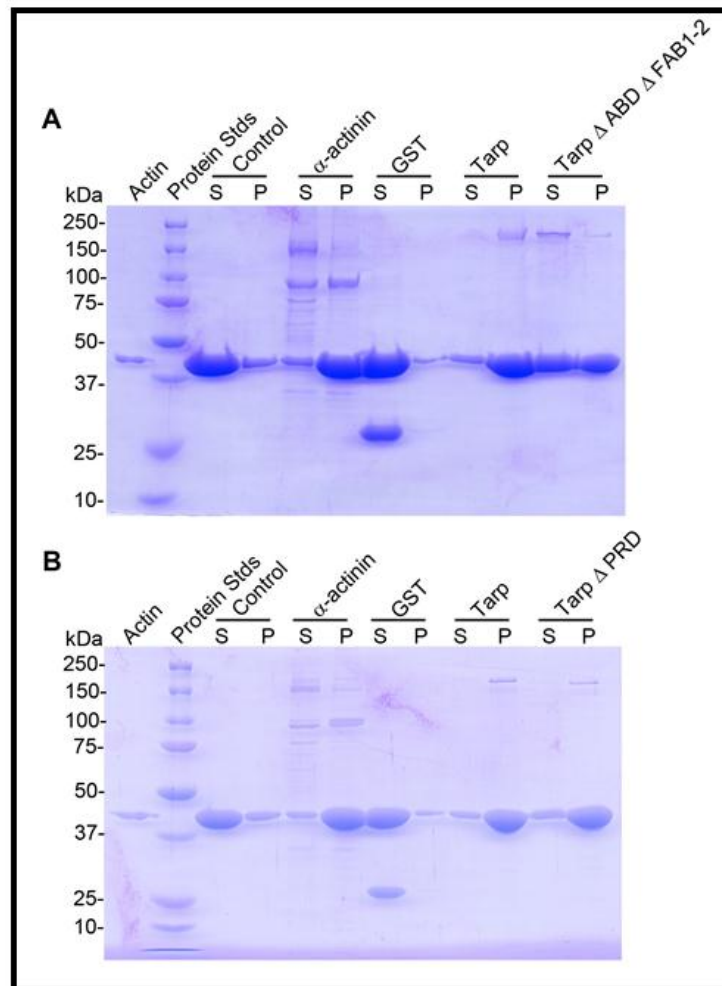 A
kDa
Actin
Protein Stds
Control
α-actinin
GST
Tarp
Tarp Δ ABD Δ FAB1-2
S P S P S P S P S P
250-
150-
100-
75-
50-
37-
25-
10-
B
kDa
Actin
Protein Stds
Control
α-actinin
GST
Tarp
Tarp Δ PRD
S P S P S P S P S P
250-
150-
100-
75-
50-
37-
25-
10-